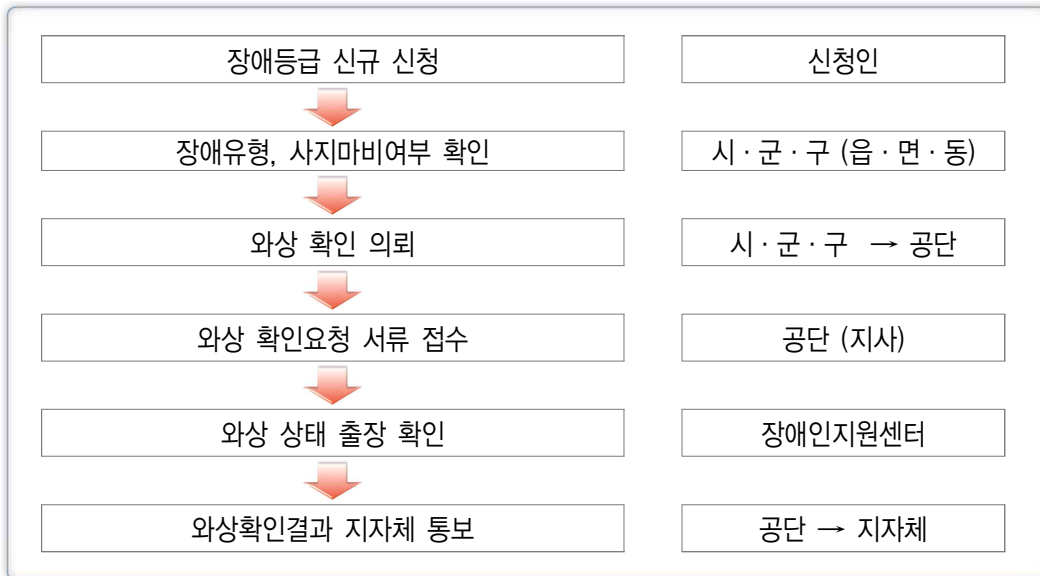 장애등급 신규 신청
신청인
장애유형, 사지마비여부 확인
시·군·구 (읍·면·동)
와상 확인 의뢰
시·군·구 → 공단
와상 확인요청 서류 접수
공단 (지사)
와상 상태 출장 확인
장애인지원센터
와상확인결과 지자체 통보
공단 → 지자체